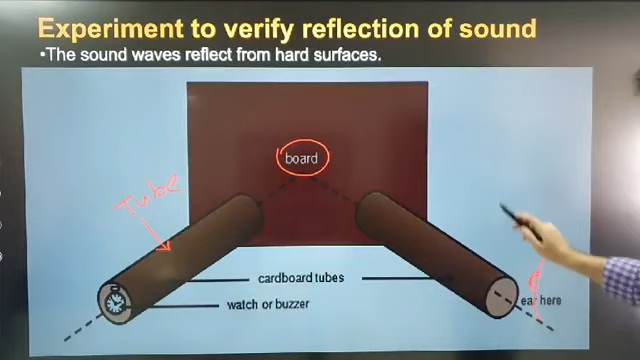 Experiment to verify reflection of sound
•The sound waves reflect from hard surfaces.
board
Tube
cardboard tubes
watch or buzzer
ear here